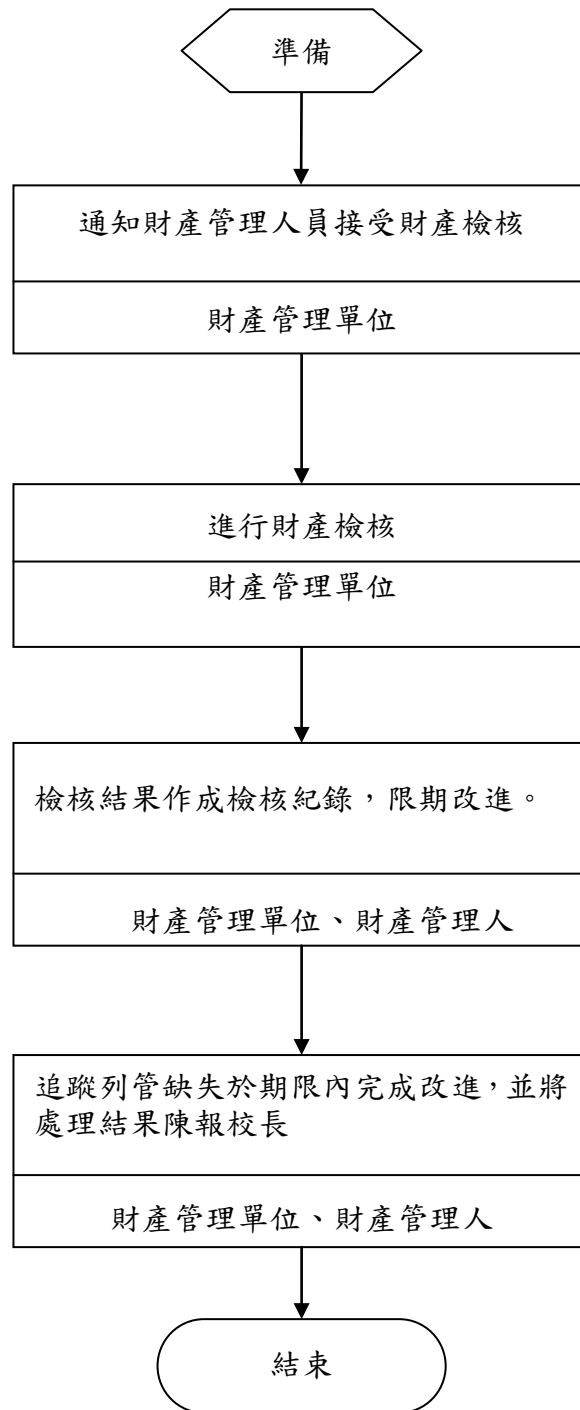 準備
通知財產管理人員接受財產檢核
財產管理單位
進行財產檢核
財產管理單位
檢核結果作成檢核紀錄，限期改進。
財產管理單位、財產管理人
追蹤列管缺失於期限內完成改進，並將
處理結果陳報校長
財產管理單位、財產管理人
結束